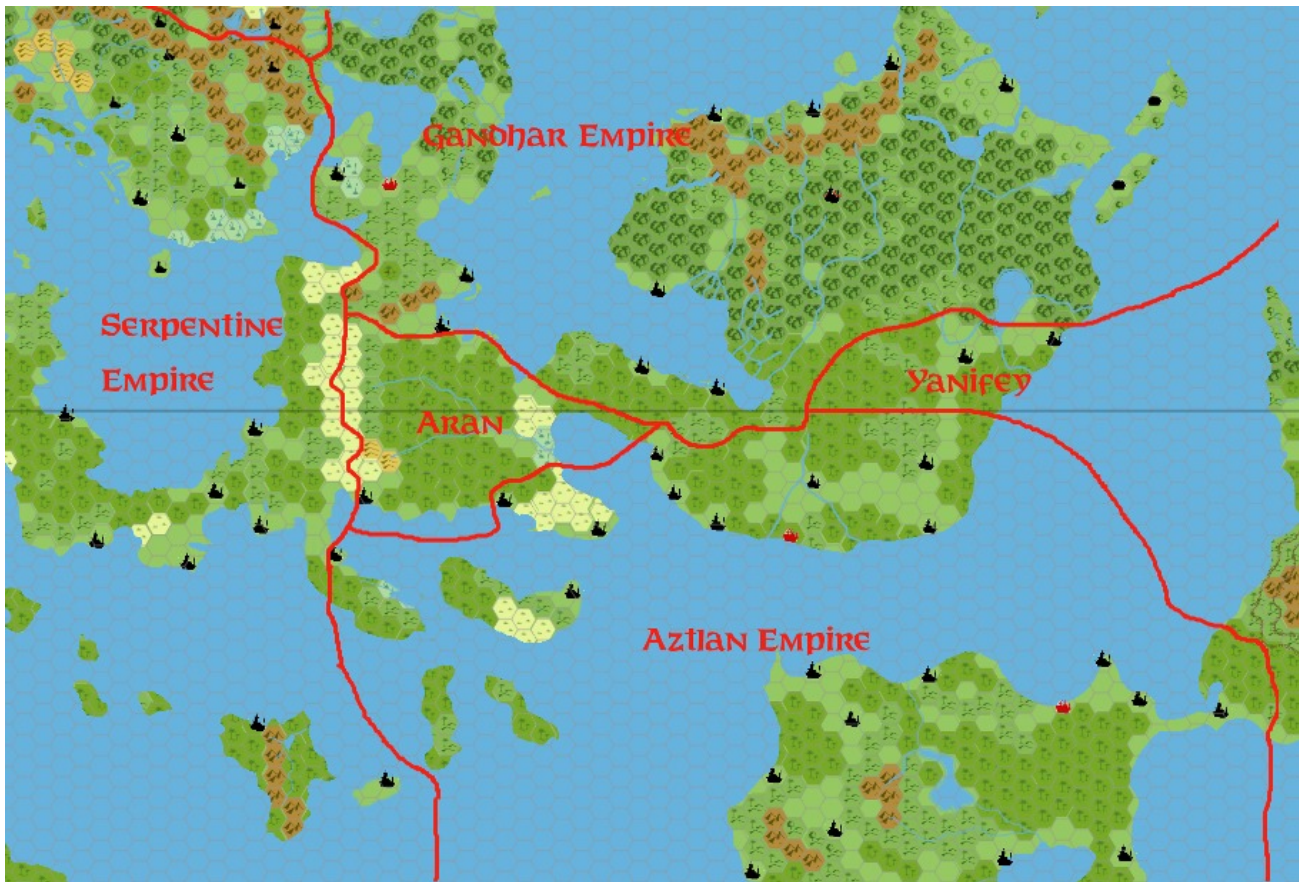 Gandhar Empire
Serpentine
Empire
Aran
Yanifey
Aztlan Empire